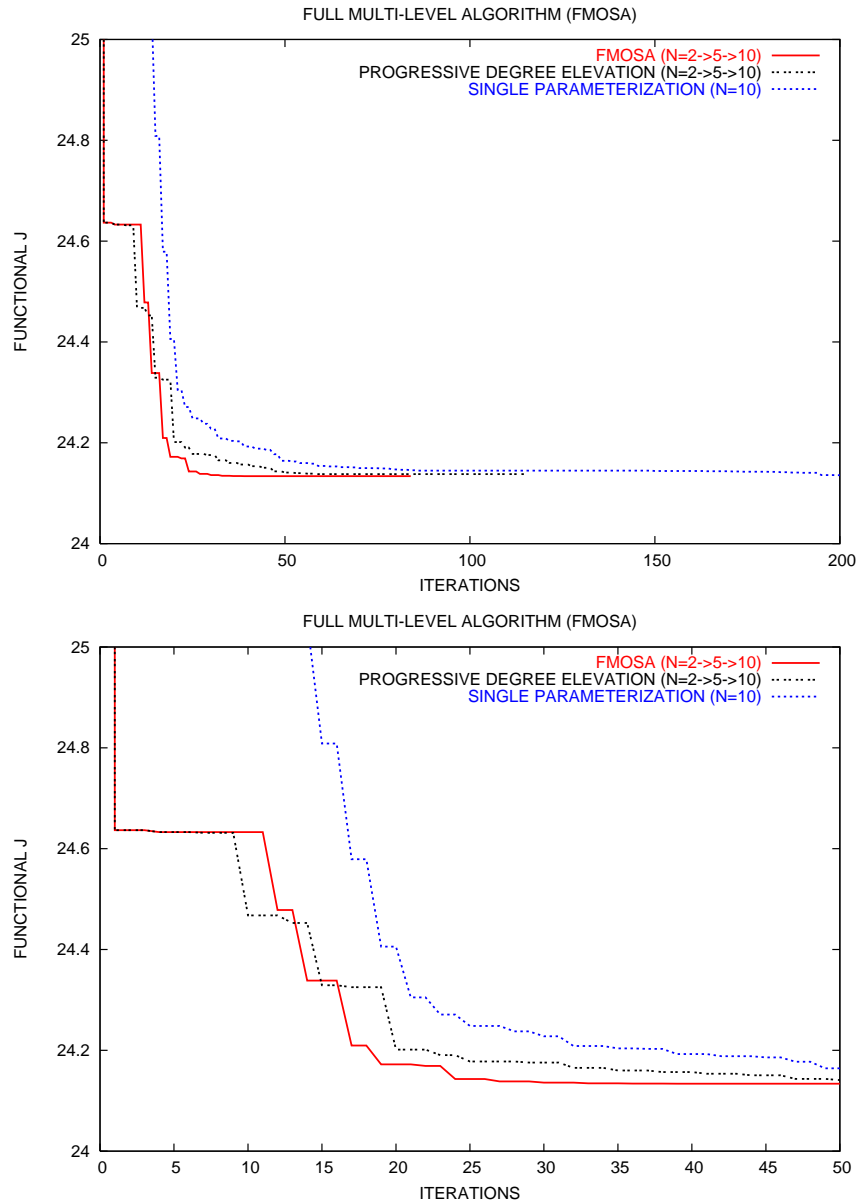 FULL MULTI-LEVEL ALGORITHM (FMOSA)
25
24.8
24.6
24.4
24.2
24
FUNCTIONAL J
FMOSA (N=2->5->10)
PROGRESSIVE DEGREE ELEVATION (N=2->5->10)
SINGLE PARAMETERIZATION (N=10)
0 50 100 150 200
ITERATIONS
FULL MULTI-LEVEL ALGORITHM (FMOSA)
25
24.8
24.6
24.4
24.2
24
FUNCTIONAL J
FMOSA (N=2->5->10)
PROGRESSIVE DEGREE ELEVATION (N=2->5->10)
SINGLE PARAMETERIZATION (N=10)
0 5 10 15 20 25 30 35 40 45 50
ITERATIONS